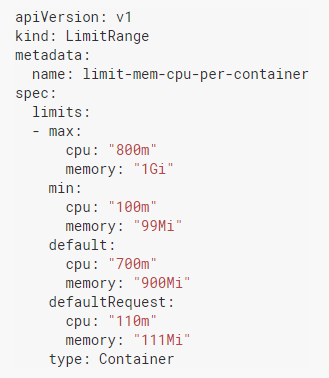 apiVersion: v1
kind: LimitRange
metadata:
  name: limit-mem-cpu-per-container
spec:
  limits:
  - max:
      cpu: "800m"
      memory: "1Gi"
    min:
      cpu: "100m"
      memory: "99Mi"
    default:
      cpu: "700m"
      memory: "900Mi"
    defaultRequest:
      cpu: "110m"
      memory: "111Mi"
    type: Container